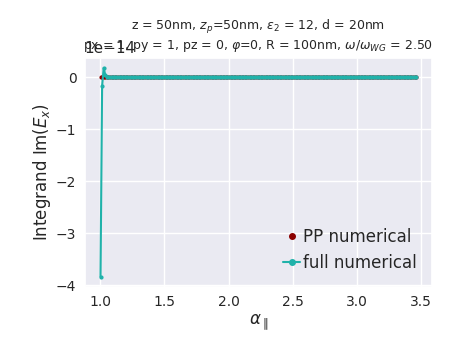 z = 50nm, z_p=50nm, ε_2 = 12, d = 20nm
px = 1, py = 1, pz = 0, φ=0, R = 100nm, ω/ω_WG = 2.50
1e−14
0
−1
−2
−3
−4
Integrand Im(E_x)
PP numerical
full numerical
1.0 1.5 2.0 2.5 3.0 3.5
α_∥